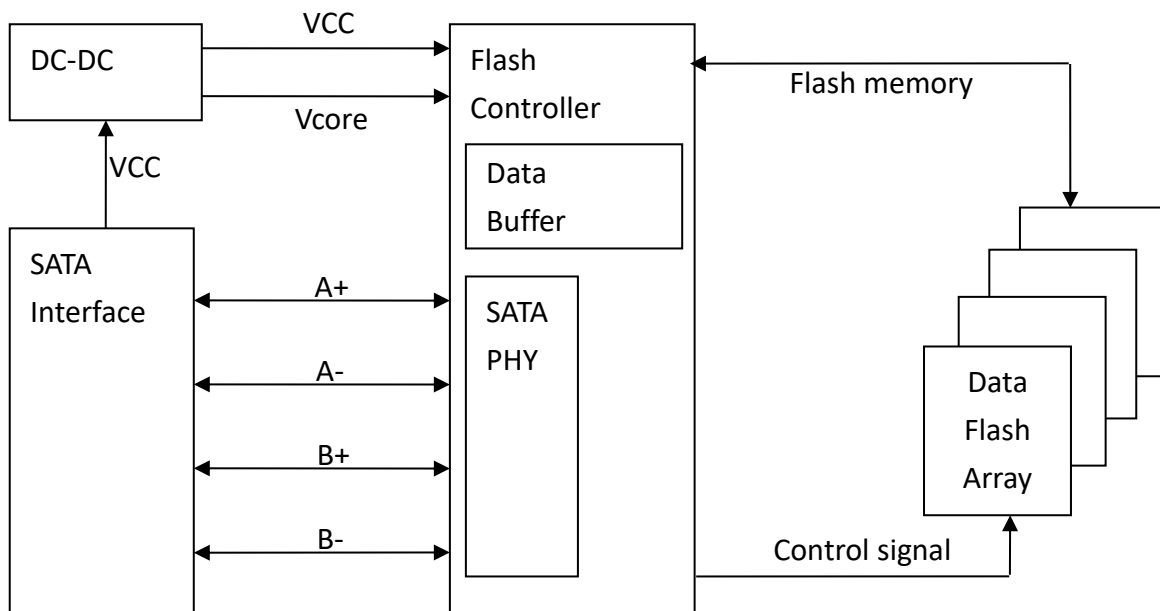 DC-DC
VCC
Vcore
VCC
Flash
Controller
Flash memory
Data
Buffer
SATA
Interface
A+
A-
B+
B-
SATA
PHY
Data
Flash
Array
Control signal